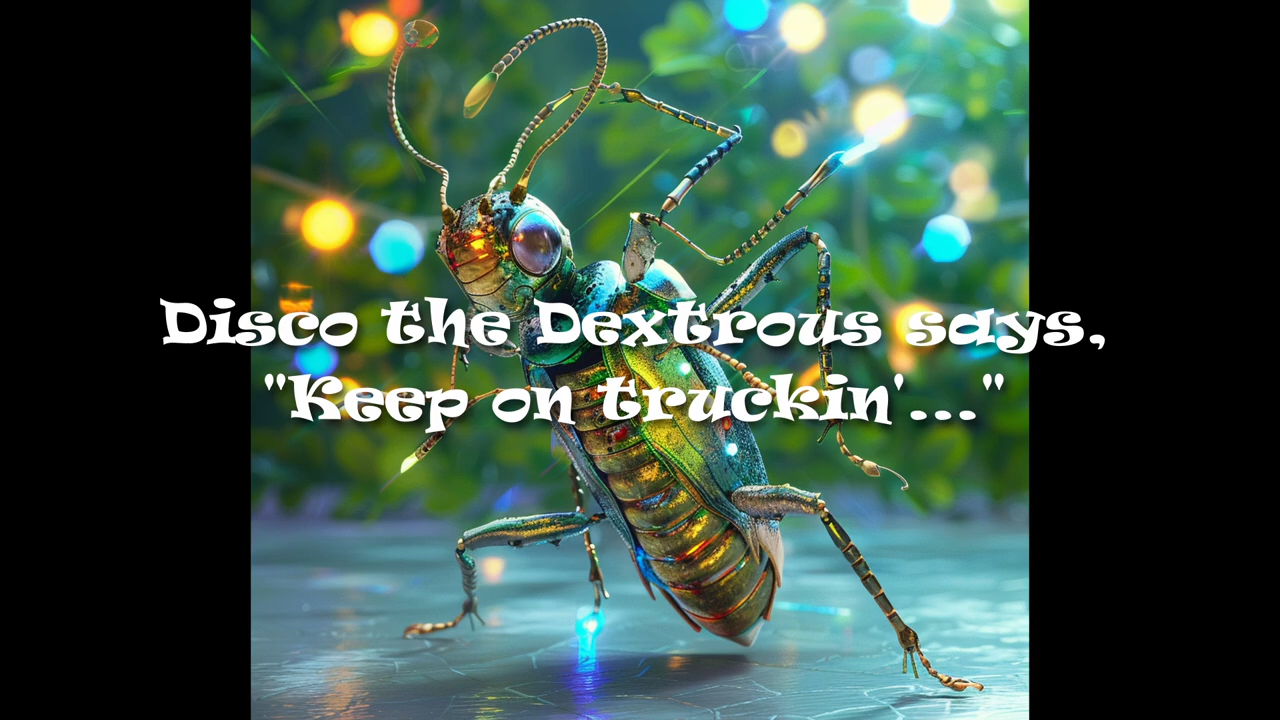 Disco the Dextrous says,
"Keep on truckin'..."